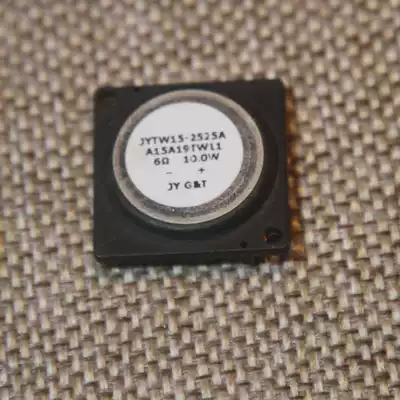 JYTW15-2525A
A15A19TWL1
6Ω 10.0W
- +
JY G&T